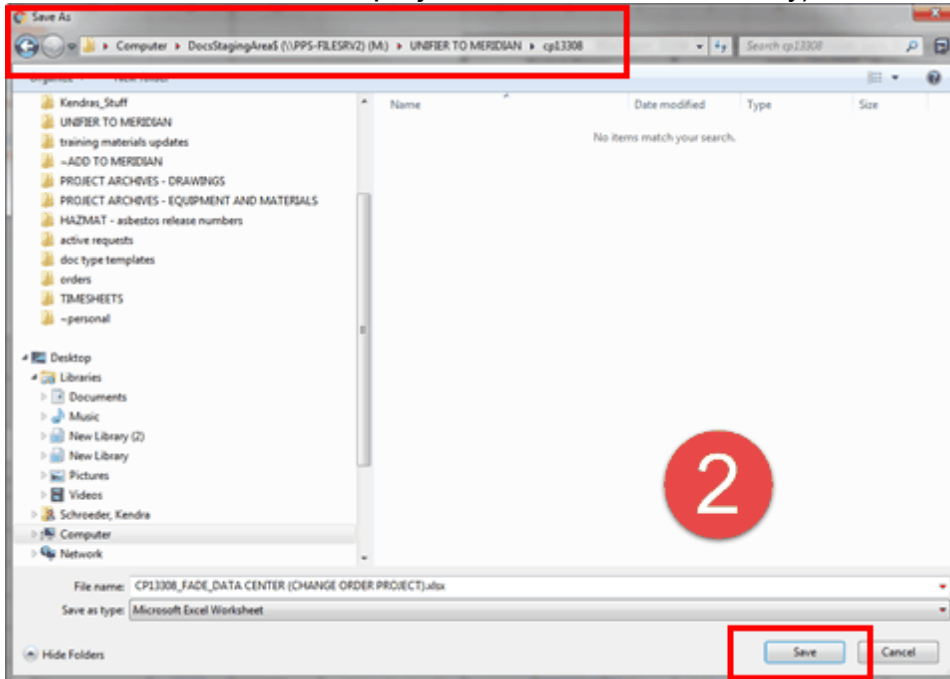 Save As
Computer ▸ DocsStagingArea$ (\\PPS-FILESRV2) (M:) ▸ UNIFIER TO MERIDIAN ▸ cp13308
Search cp13308
Kendras_Stuff
UNIFIER TO MERIDIAN
training materials updates
~ADD TO MERIDIAN
PROJECT ARCHIVES - DRAWINGS
PROJECT ARCHIVES - EQUIPMENT AND MATERIALS
HAZMAT - asbestos release numbers
active requests
doc type templates
orders
TIMESHEETS
~personal
Desktop
Libraries
Documents
Music
New Library (2)
New Library
Pictures
Videos
Schroeder, Kendra
Computer
Network
Name Date modified Type Size
No items match your search.
2
File name: CP13308_FADE_DATA CENTER (CHANGE ORDER PROJECT).xlsx
Save as type: Microsoft Excel Worksheet
Hide Folders
Save Cancel